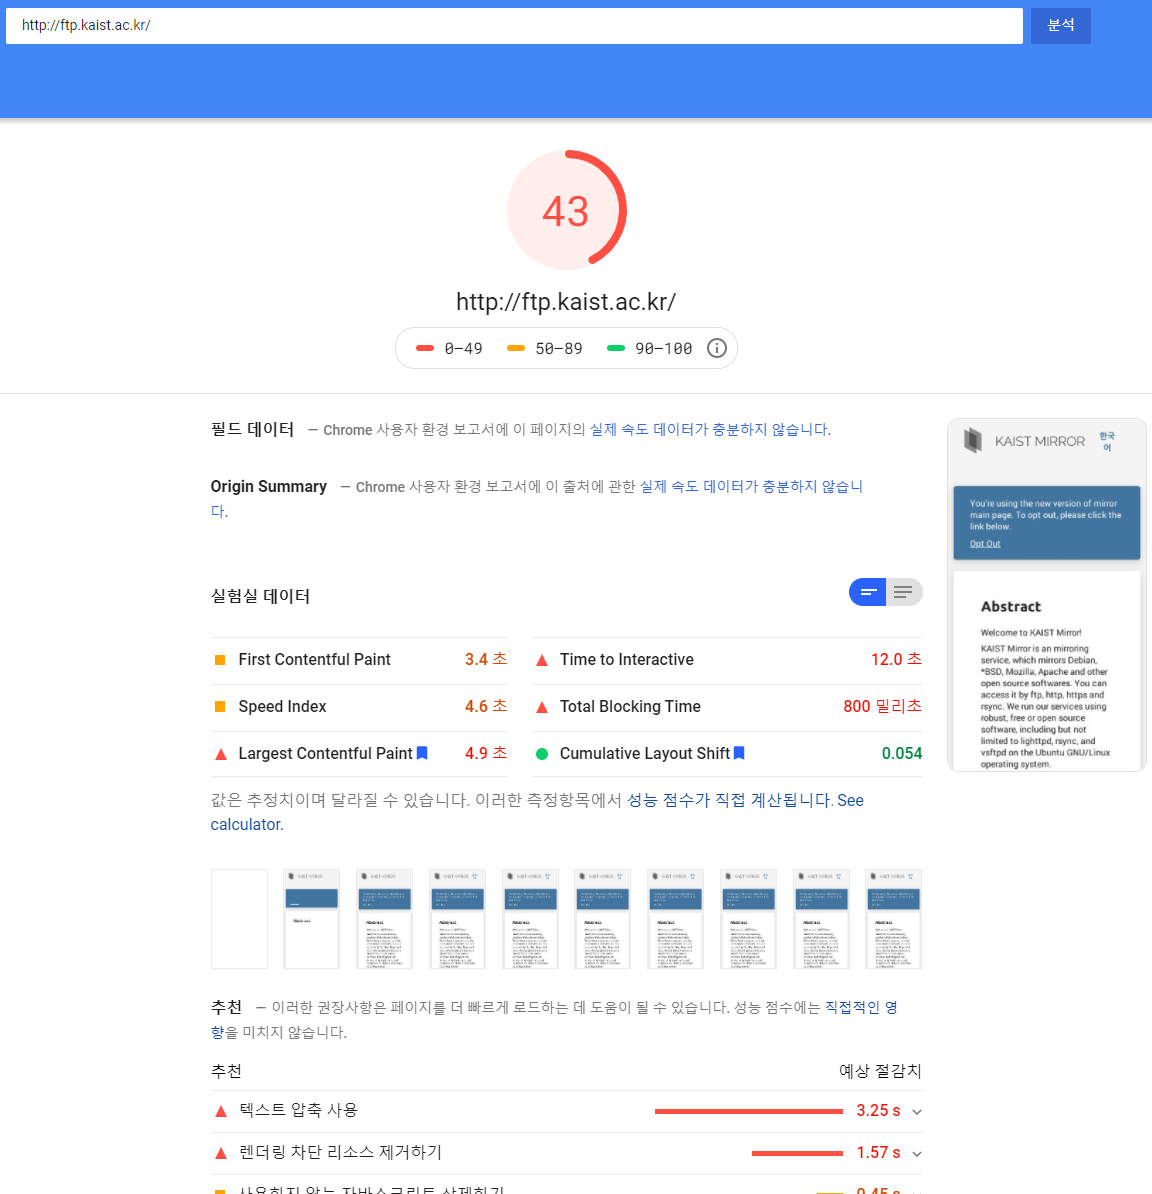 http://ftp.kaist.ac.kr/
분석
43
http://ftp.kaist.ac.kr/
0–49
50–89
90–100
필드 데이터 — Chrome 사용자 환경 보고서에 이 페이지의 실제 속도 데이터가 충분하지 않습니다.
Origin Summary — Chrome 사용자 환경 보고서에 이 출처에 관한 실제 속도 데이터가 충분하지 않습니
다.
KAIST MIRROR
한국
어
You're using the new version of mirror
main page. To opt out, please click the
link below.
Opt Out
Abstract
Welcome to KAIST Mirror!
KAIST Mirror is an mirroring
service, which mirrors Debian,
*BSD, Mozilla, Apache and other
open source softwares. You can
access it by ftp, http, https and
rsync. We run our services using
robust, free or open source
software, including but not
limited to lighttpd, rsync, and
vsftpd on the Ubuntu GNU/Linux
operating system.
실험실 데이터
First Contentful Paint 3.4 초
Time to Interactive 12.0 초
Speed Index 4.6 초
Total Blocking Time 800 밀리초
Largest Contentful Paint 4.9 초
Cumulative Layout Shift 0.054
값은 추정치이며 달라질 수 있습니다. 이러한 측정항목에서 성능 점수가 직접 계산됩니다. See
calculator.
추천 — 이러한 권장사항은 페이지를 더 빠르게 로드하는 데 도움이 될 수 있습니다. 성능 점수에는 직접적인 영
향을 미치지 않습니다.
추천 예상 절감치
텍스트 압축 사용 3.25 s
렌더링 차단 리소스 제거하기 1.57 s
사용하지 않는 자바스크립트 삭제하기 0.45 s